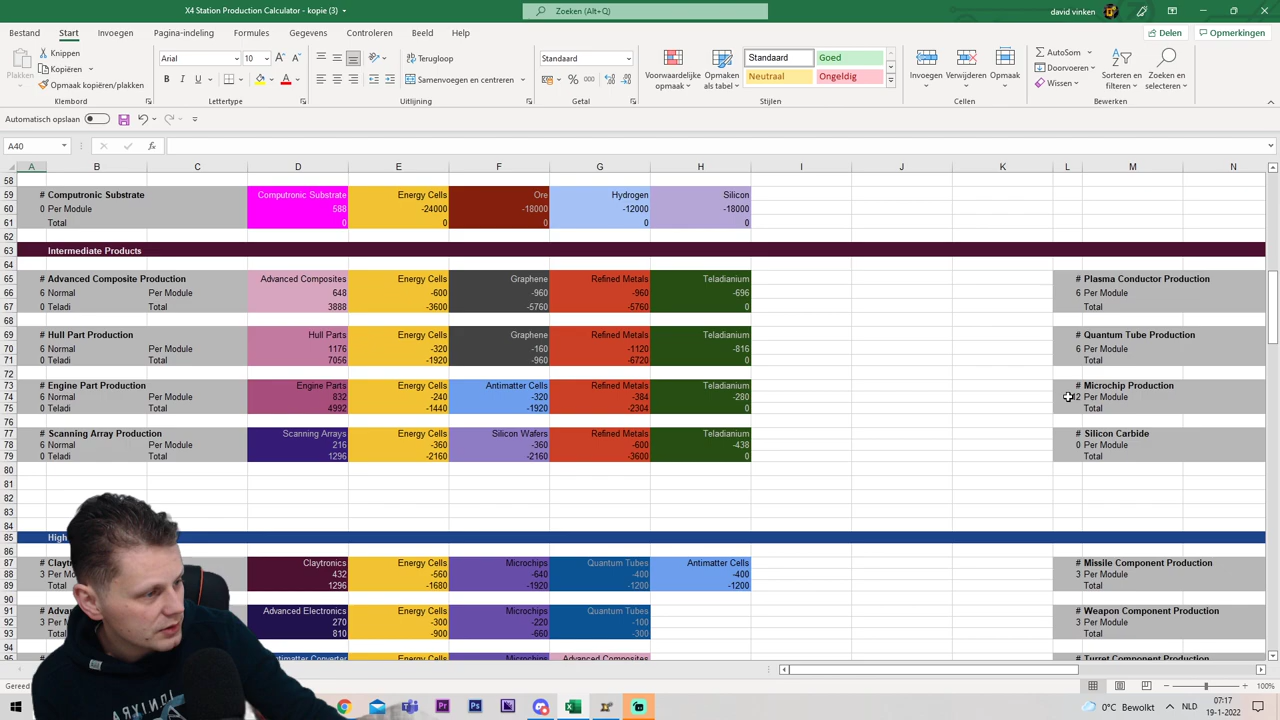 X4 Station Production Calculator - kopie (3)
Zoeken (Alt+Q)
david vinken
Bestand Start Invoegen Pagina-indeling Formules Gegevens Controleren Beeld Help
Delen Opmerkingen
Plakken
Knippen
Kopiëren
Opmaak kopiëren/plakken
Klembord
Arial 10
Lettertype
Terugloop
Samenvoegen en centreren
Uitlijning
Standaard
Getal
Voorwaardelijke opmaak
Opmaken als tabel
Standaard Goed
Neutraal Ongeldig
Stijlen
Invoegen Verwijderen Opmaak
Cellen
AutoSom
Doorvoeren
Wissen
Sorteren en filteren
Zoeken en selecteren
Bewerken
Automatisch opslaan
A40
A B C D E F G H I J K L M N
58
# Computronic Substrate Computronic Substrate Energy Cells Ore Hydrogen Silicon
60 0 Per Module 588 -24000 -18000 -12000 -18000
61 Total 0 0 0 0 0
62
63 Intermediate Products
64
# Advanced Composite Production Advanced Composites Energy Cells Graphene Refined Metals Teladianium # Plasma Conductor Production
66 6 Normal Per Module 648 -600 -960 -960 -696 6 Per Module
67 0 Teladi Total 3888 -3600 -5760 -5760 0 Total
68
69 # Hull Part Production Hull Parts Energy Cells Graphene Refined Metals Teladianium # Quantum Tube Production
70 6 Normal Per Module 1176 -320 -160 -1120 -816 6 Per Module
71 0 Teladi Total 7056 -1920 -960 -6720 0 Total
72
73 # Engine Part Production Engine Parts Energy Cells Antimatter Cells Refined Metals Teladianium # Microchip Production
74 6 Normal Per Module 832 -240 -320 -384 -280 2 Per Module
75 0 Teladi Total 4992 -1440 -1920 -2304 0 Total
76
77 # Scanning Array Production Scanning Arrays Energy Cells Silicon Wafers Refined Metals Teladianium # Silicon Carbide
78 6 Normal Per Module 216 -360 -360 -600 -438 0 Per Module
79 0 Teladi Total 1296 -2160 -2160 -3600 0 Total
80
81
82
83
84
85 High
86
87 # Clayt Claytronics Energy Cells Microchips Quantum Tubes Antimatter Cells # Missile Component Production
88 3 Per M 432 -560 -640 -400 -400 3 Per Module
89 Total 1296 -1680 -1920 -1200 -1200 Total
90
91 # Adva Advanced Electronics Energy Cells Microchips Quantum Tubes # Weapon Component Production
92 3 Per M 270 -300 -220 -100 3 Per Module
93 Total 810 -900 -660 -300 Total
94
95 Antimatter Converter Energy Cells Microchips Advanced Composites # Turret Component Production
Gereed
100%
0°C Bewolkt
NLD
07:17
19-1-2022